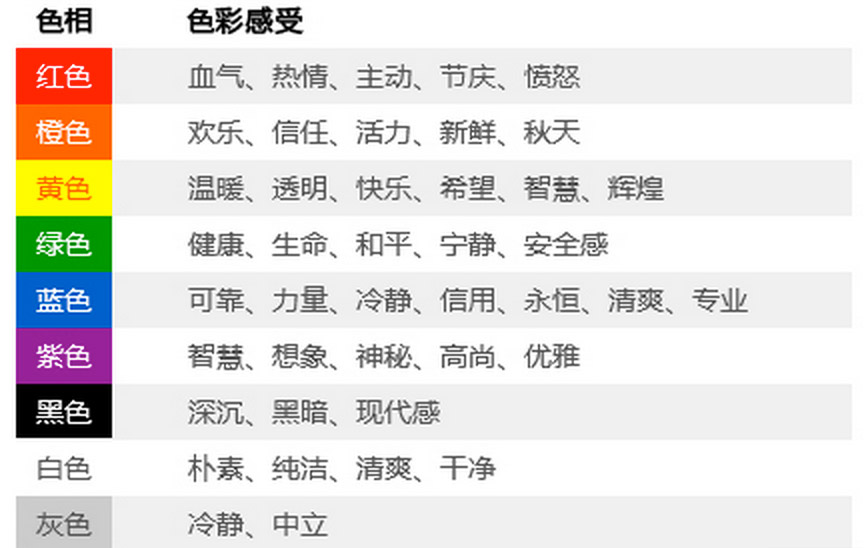 色相 色彩感受
红色 血气、热情、主动、节庆、愤怒
橙色 欢乐、信任、活力、新鲜、秋天
黄色 温暖、透明、快乐、希望、智慧、辉煌
绿色 健康、生命、和平、宁静、安全感
蓝色 可靠、力量、冷静、信用、永恒、清爽、专业
紫色 智慧、想象、神秘、高尚、优雅
黑色 深沉、黑暗、现代感
白色 朴素、纯洁、清爽、干净
灰色 冷静、中立